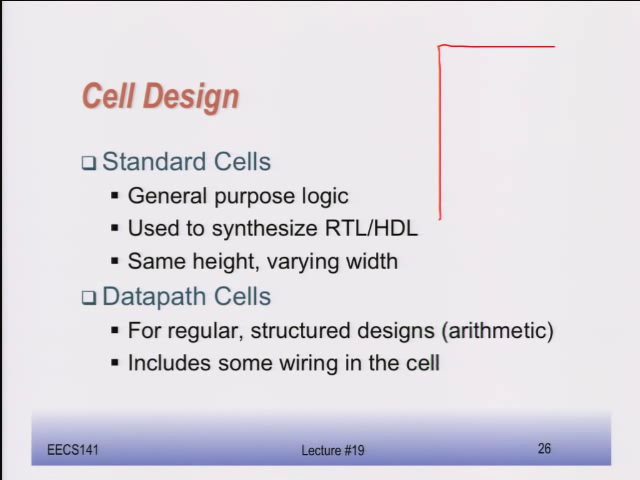 Cell Design
Standard Cells
General purpose logic
Used to synthesize RTL/HDL
Same height, varying width
Datapath Cells
For regular, structured designs (arithmetic)
Includes some wiring in the cell
EECS141 Lecture #19 26